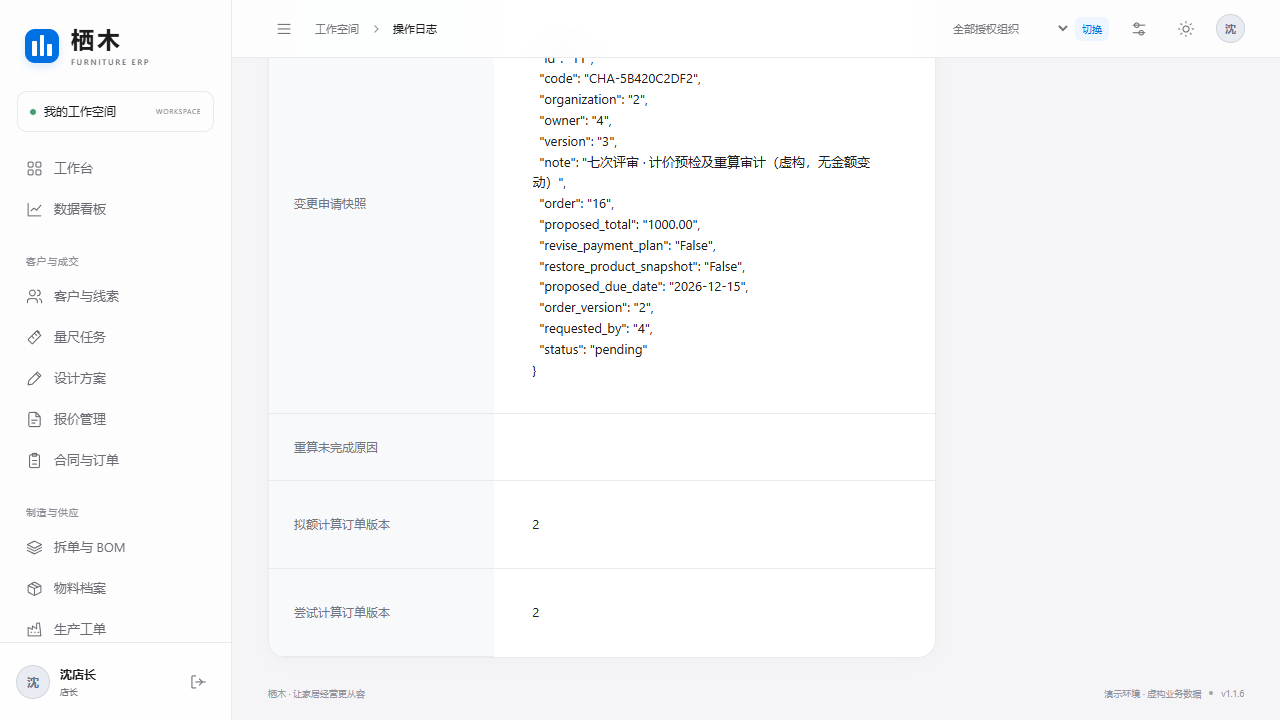 栖木
FURNITURE ERP
我的工作空间
WORKSPACE
工作台
数据看板
客户与成交
客户与线索
量尺任务
设计方案
报价管理
合同与订单
制造与供应
拆单与 BOM
物料档案
生产工单
沈
沈店长
店长
工作空间
操作日志
全部授权组织
切换
沈
变更申请快照
"id": "11",
"code": "CHA-5B420C2DF2",
"organization": "2",
"owner": "4",
"version": "3",
"note": "七次评审 · 计价预检及重算审计（虚构，无金额变
动）",
"order": "16",
"proposed_total": "1000.00",
"revise_payment_plan": "False",
"restore_product_snapshot": "False",
"proposed_due_date": "2026-12-15",
"order_version": "2",
"requested_by": "4",
"status": "pending"
}
重算未完成原因
拟额计算订单版本
2
尝试计算订单版本
2
栖木 · 让家居经营更从容
演示环境 · 虚构业务数据
v1.1.6